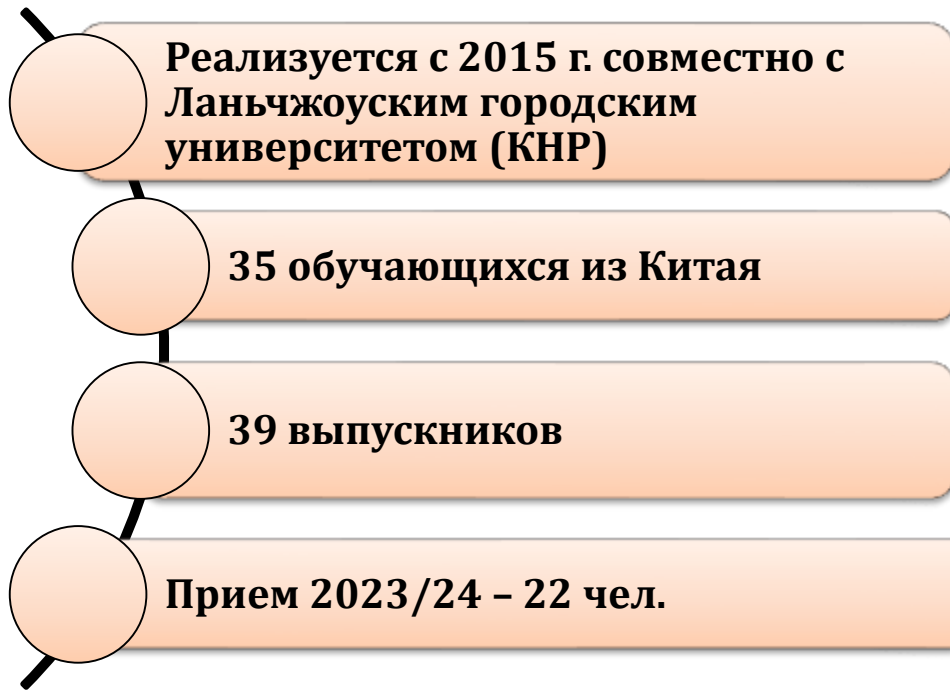 Реализуется с 2015 г. совместно с
Ланьчжоуским городским
университетом (КНР)
35 обучающихся из Китая
39 выпускников
Прием 2023/24 – 22 чел.